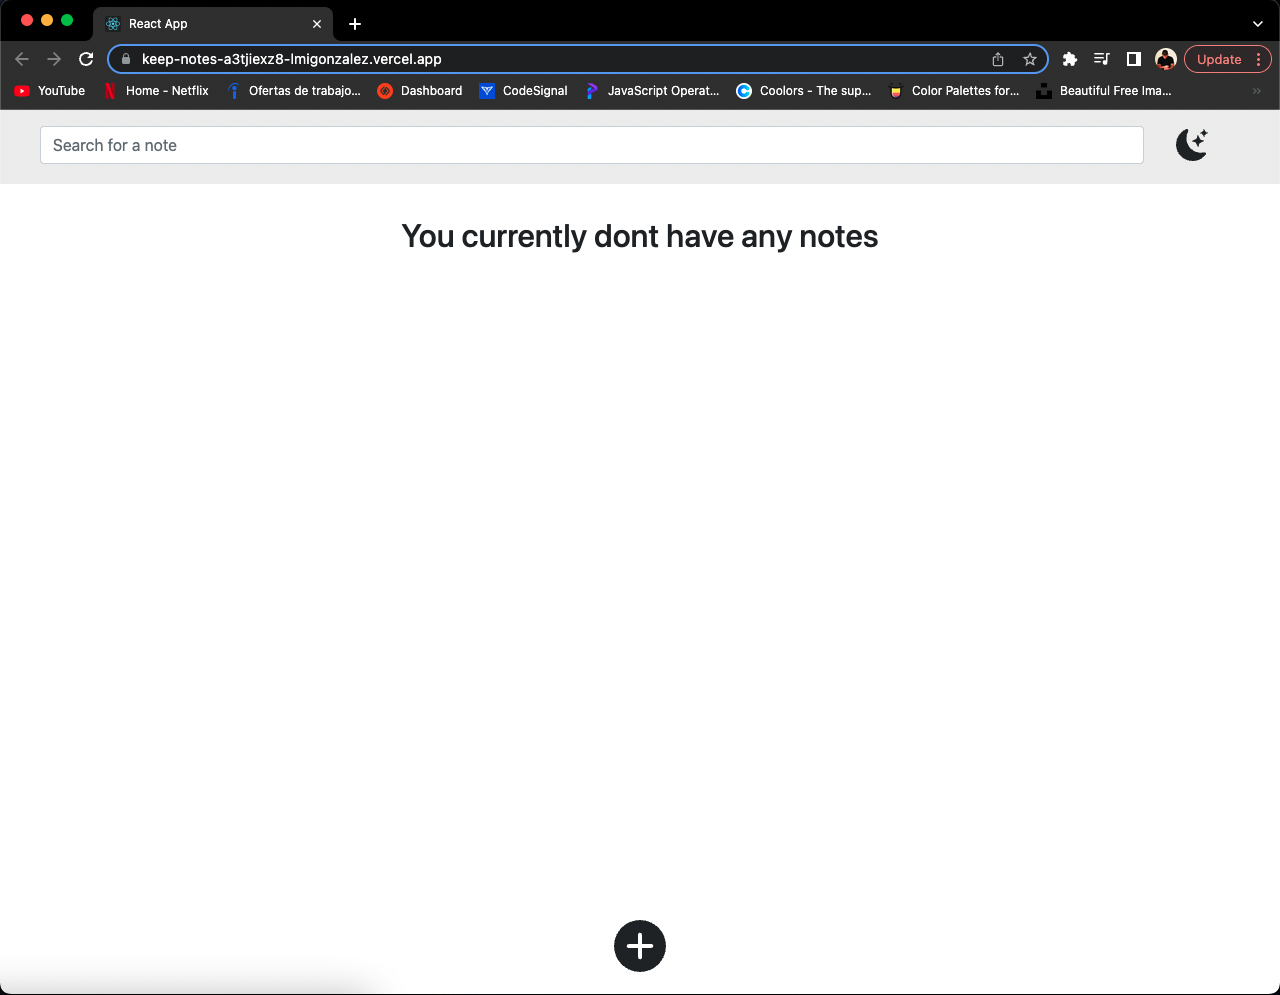 React App
keep-notes-a3tjiexz8-lmigonzalez.vercel.app
Update
YouTube
Home - Netflix
Ofertas de trabajo...
Dashboard
CodeSignal
JavaScript Operat...
Coolors - The sup...
Color Palettes for...
Beautiful Free Ima...
Search for a note
You currently dont have any notes